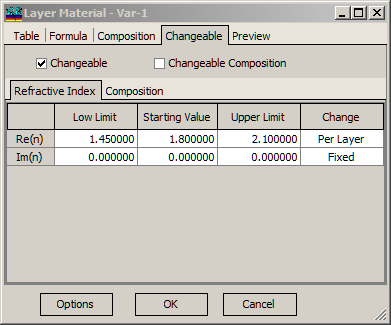 Layer Material - Var-1
Table Formula Composition Changeable Preview
Changeable Changeable Composition
Refractive Index Composition
Low Limit Starting Value Upper Limit Change
Re(n) 1.450000 1.800000 2.100000 Per Layer
Im(n) 0.000000 0.000000 0.000000 Fixed
Options OK Cancel